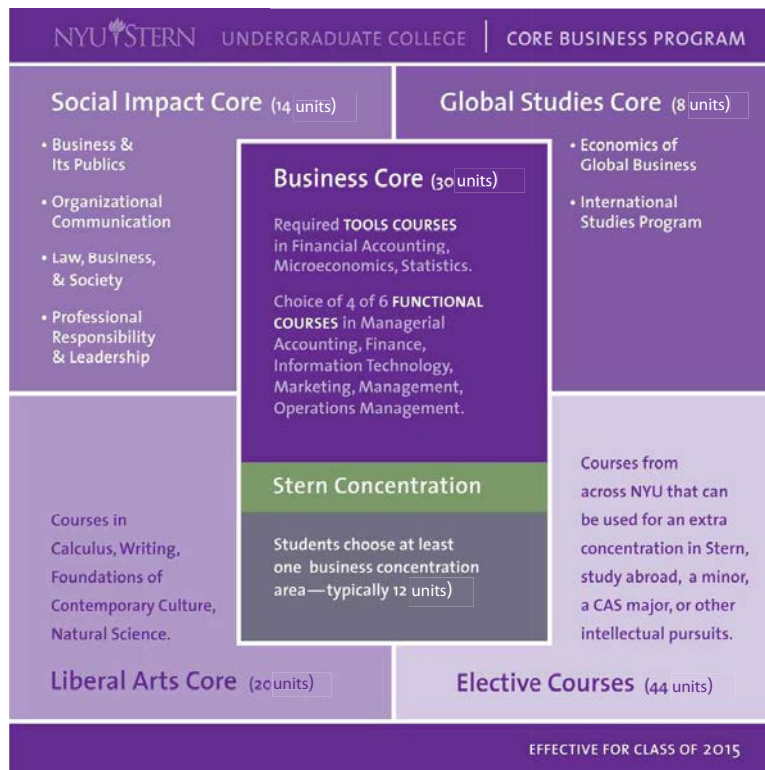 NYU STERN UNDERGRADUATE COLLEGE | CORE BUSINESS PROGRAM
Social Impact Core (14 units)
• Business &
Its Publics
• Organizational
Communication
• Law, Business,
& Society
• Professional
Responsibility
& Leadership
Global Studies Core (8 units)
• Economics of
Global Business
• International
Studies Program
Business Core (30 units)
Required TOOLS COURSES
in Financial Accounting,
Microeconomics, Statistics.
Choice of 4 of 6 FUNCTIONAL
COURSES in Managerial
Accounting, Finance,
Information Technology,
Marketing, Management,
Operations Management.
Stern Concentration
Students choose at least
one business concentration
area—typically 12 units)
Courses in
Calculus, Writing,
Foundations of
Contemporary Culture,
Natural Science.
Liberal Arts Core (20 units)
Courses from
across NYU that can
be used for an extra
concentration in Stern,
study abroad, a minor,
a CAS major, or other
intellectual pursuits.
Elective Courses (44 units)
EFFECTIVE FOR CLASS OF 2015